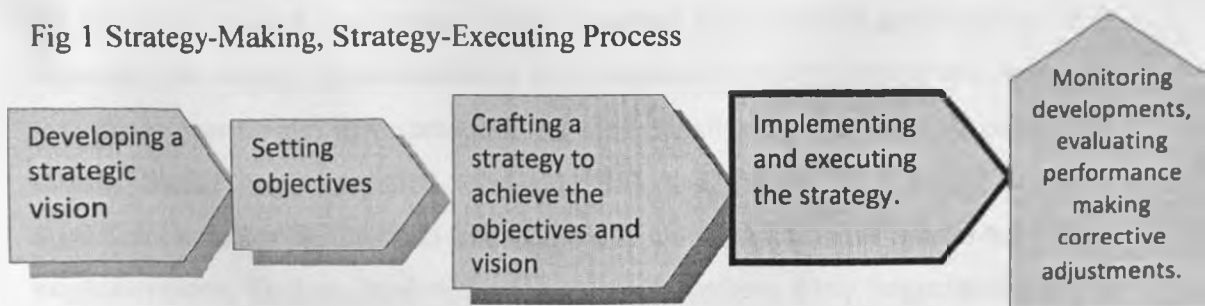 Fig 1 Strategy-Making, Strategy-Executing Process
Developing a
strategic
vision
Setting
objectives
Crafting a
strategy to
achieve the
objectives and
vision
Implementing
and executing
the strategy.
Monitoring
developments,
evaluating
performance
making
corrective
adjustments.